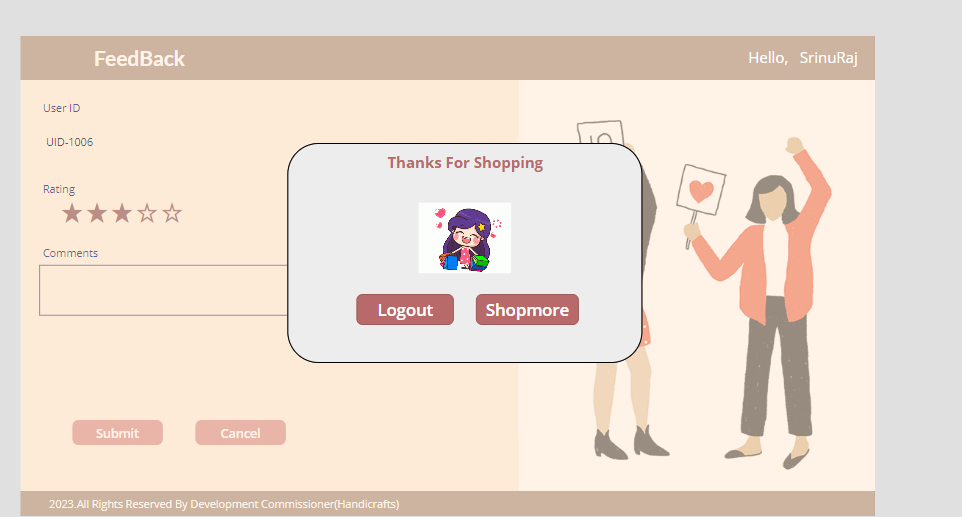 FeedBack
Hello, SrinuRaj
User ID
UID-1006
Rating
Comments
Thanks For Shopping
Logout
Shopmore
Submit
Cancel
2023.All Rights Reserved By Development Commissioner(Handicrafts)